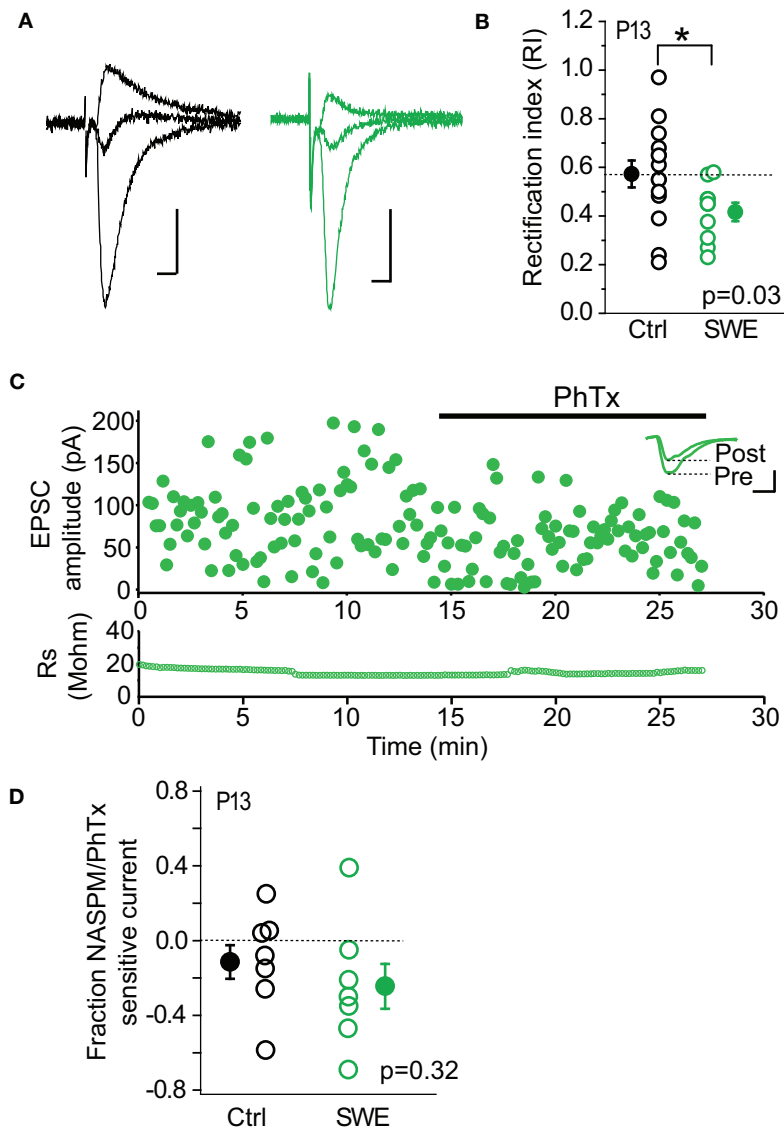 A
B
P13
*
Rectification index (RI)
1.2
1.0
0.8
0.6
0.4
0.2
0.0
p=0.03
Ctrl SWE
C
PhTx
EPSC
amplitude (pA)
200
150
100
50
0
Post
Pre
0 5 10 15 20 25 30
Rs
(Mohm)
40
20
0
0 5 10 15 20 25 30
Time (min)
D
P13
Fraction NASPM/PhTx
sensitive current
0.8
0.4
0.0
-0.4
-0.8
p=0.32
Ctrl SWE